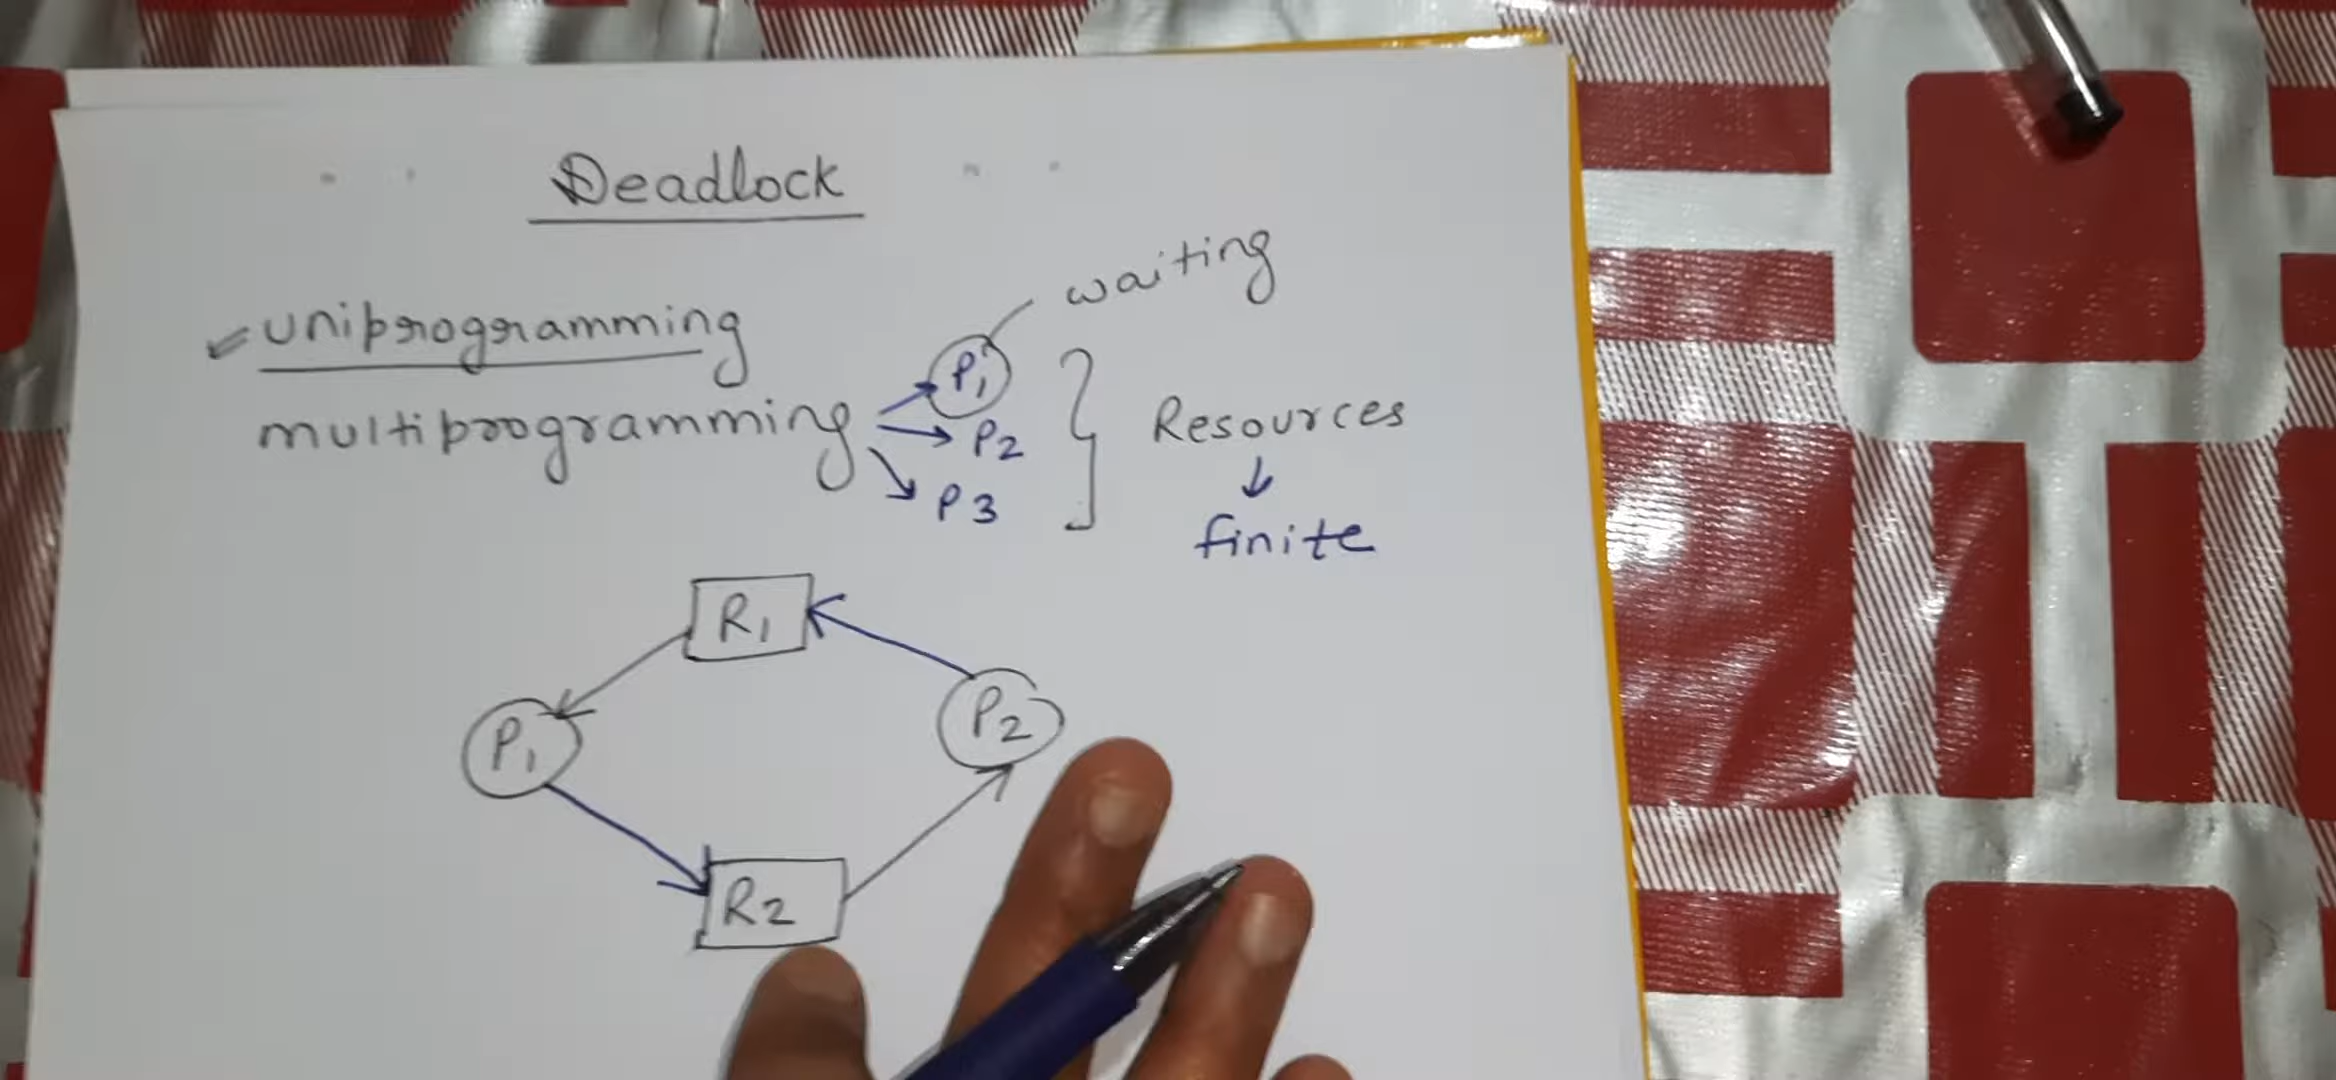 Deadlock
uniprogramming
waiting
P1
multiprogramming
P2
P3
Resources
finite
R1
P1
P2
R2